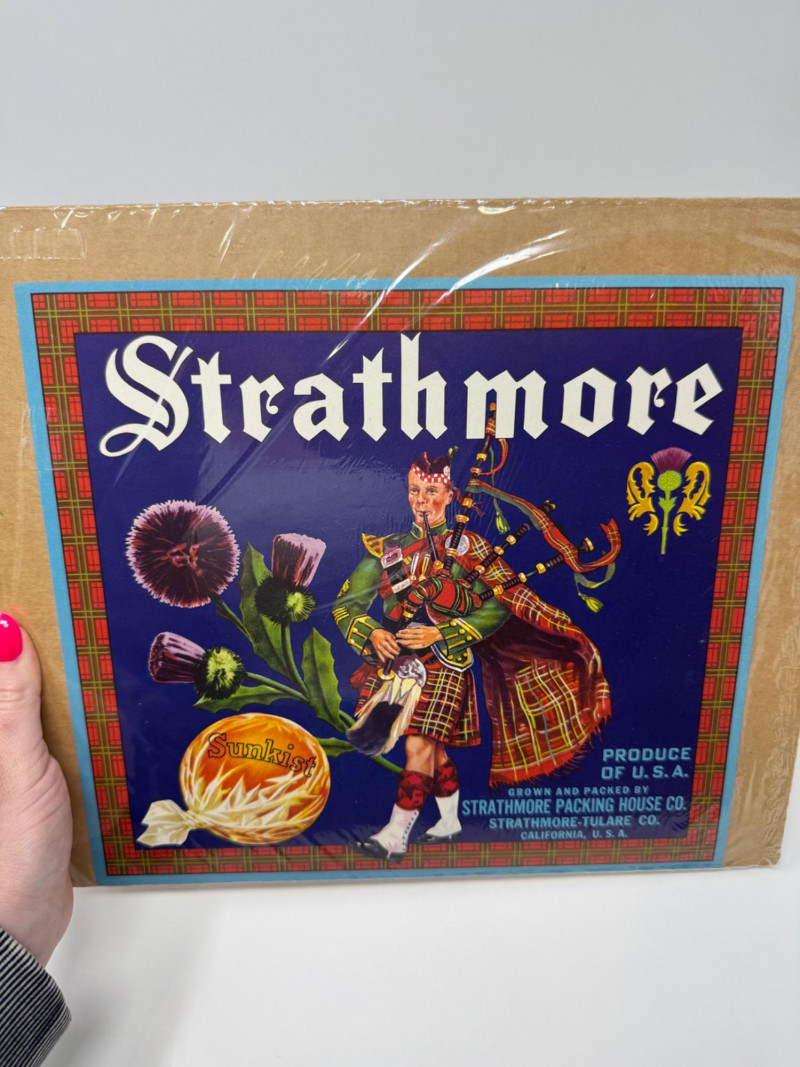 Strathmore
Sunkist
PRODUCE
OF U.S.A.
GROWN AND PACKED BY
STRATHMORE PACKING HOUSE CO.
STRATHMORE-TULARE CO.
CALIFORNIA, U.S.A.